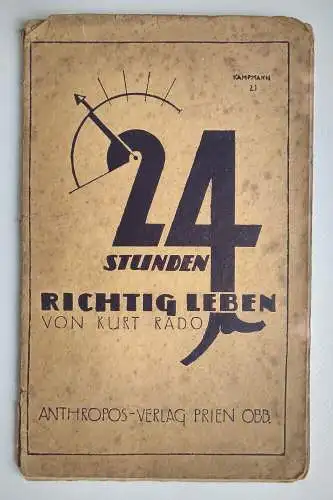 KAMPMANN
21
24
STUNDEN
RICHTIG LEBEN
VON KURT RADO
ANTHROPOS-VERLAG PRIEN OBB.